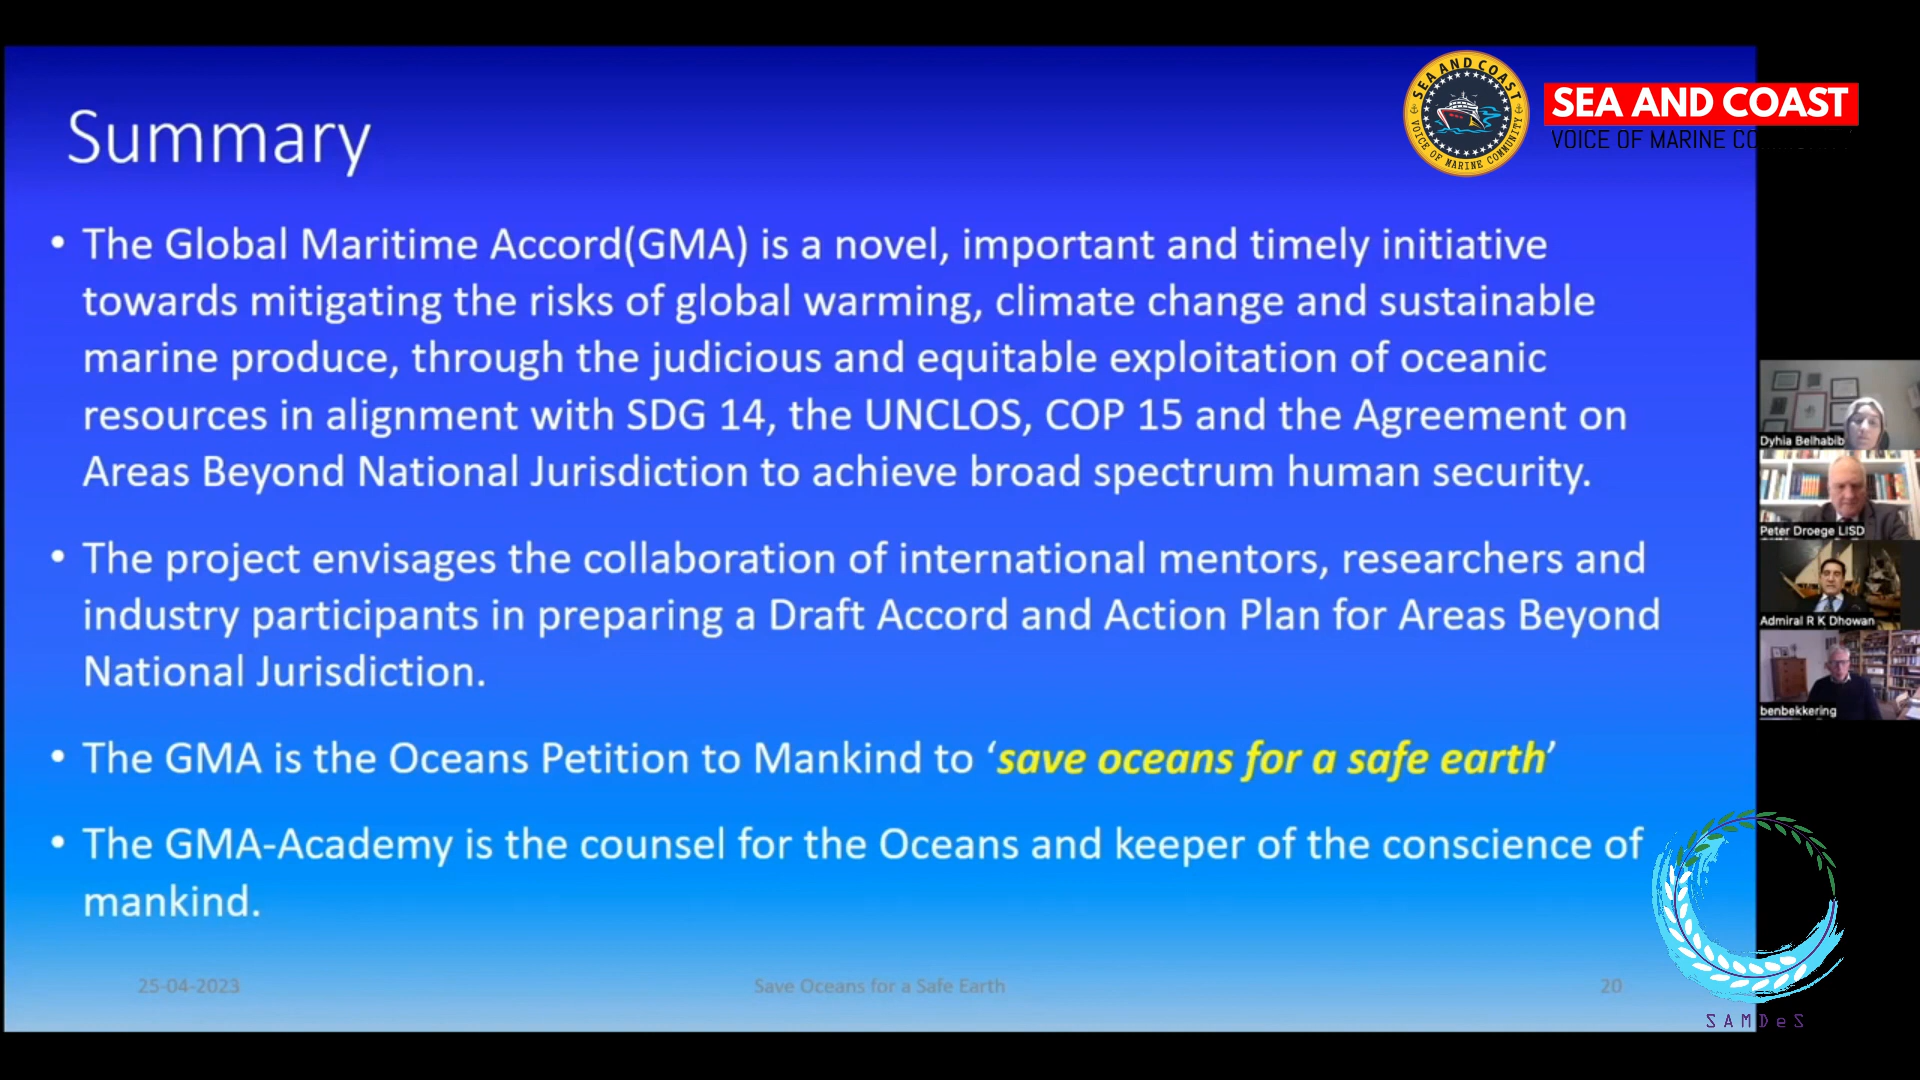 Summary
• The Global Maritime Accord(GMA) is a novel, important and timely initiative
towards mitigating the risks of global warming, climate change and sustainable
marine produce, through the judicious and equitable exploitation of oceanic
resources in alignment with SDG 14, the UNCLOS, COP 15 and the Agreement on
Areas Beyond National Jurisdiction to achieve broad spectrum human security.
• The project envisages the collaboration of international mentors, researchers and
industry participants in preparing a Draft Accord and Action Plan for Areas Beyond
National Jurisdiction.
• The GMA is the Oceans Petition to Mankind to ‘save oceans for a safe earth’
• The GMA-Academy is the counsel for the Oceans and keeper of the conscience of
mankind.
25-04-2023
Save Oceans for a Safe Earth
20
SEA AND COAST
VOICE OF MARINE COMMUNITY
SEA AND COAST
VOICE OF MARINE
Dyhia Belhabib
Peter Droege LISD
Admiral R K Dhowan
benbekkering
SAMDeS